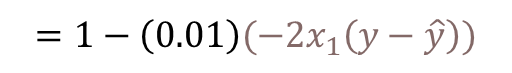 = 1 − (0.01)(−2x₁(y − ŷ))